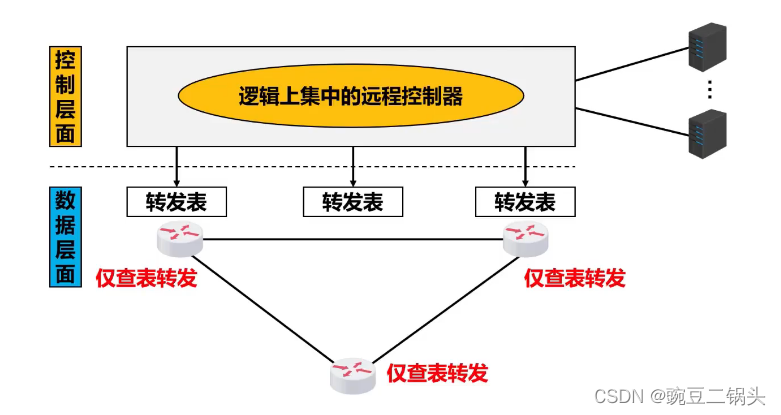 控制层面
逻辑上集中的远程控制器
数据层面
转发表
转发表
转发表
仅查表转发
仅查表转发
仅查表转发
CSDN @豌豆二锅头